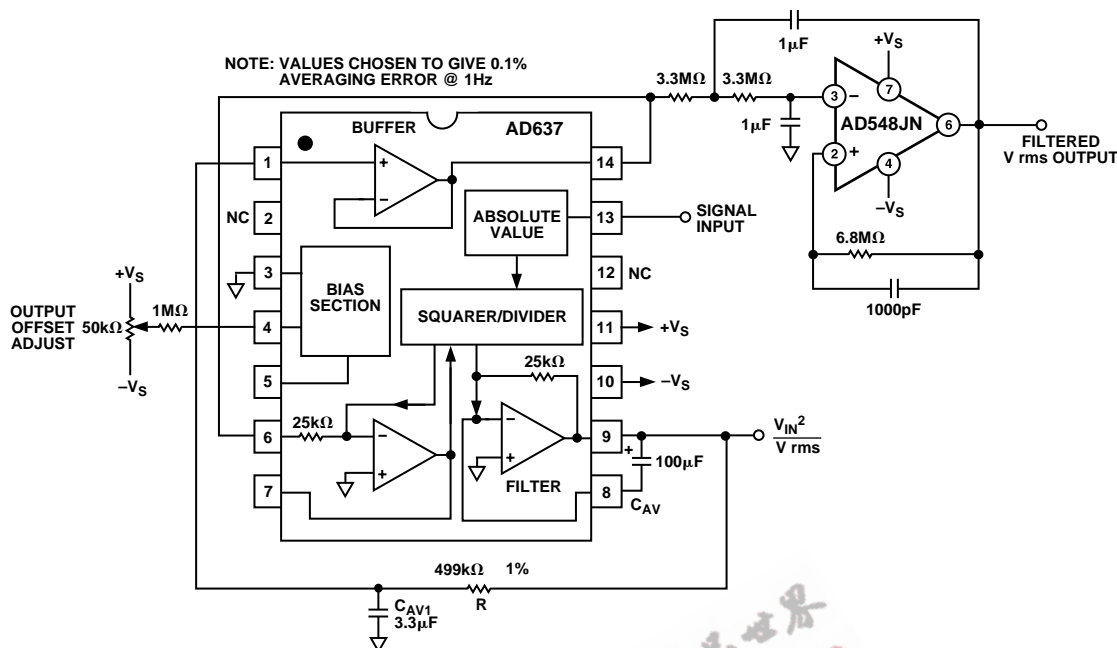 NOTE: VALUES CHOSEN TO GIVE 0.1%
AVERAGING ERROR @ 1Hz
1µF
+VS
3.3MΩ
3.3MΩ
3
–
7
AD548JN
6
1µF
2
+
4
–VS
FILTERED
V rms OUTPUT
6.8MΩ
1000pF
BUFFER
AD637
1
+
–
14
NC
2
ABSOLUTE
VALUE
13
SIGNAL
INPUT
3
BIAS
SECTION
12
NC
+VS
OUTPUT
OFFSET
ADJUST
50kΩ
1MΩ
4
SQUARER/DIVIDER
11
+VS
–VS
5
25kΩ
10
–VS
25kΩ
6
–
+
–
+
9
VIN2
V rms
+
100µF
7
FILTER
8
CAV
499kΩ 1%
R
CAV1
3.3µF